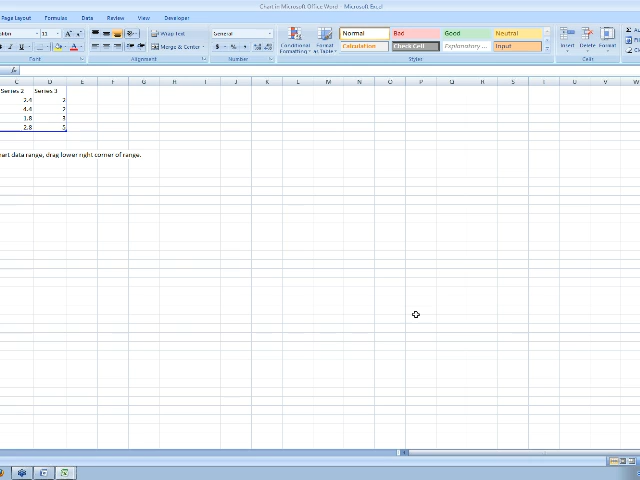 Chart in Microsoft Office Word - Microsoft Excel
Page Layout Formulas Data Review View Developer
11 A A Wrap Text General Normal Bad Good Neutral
U A Merge & Center $ % , Conditional Formatting Format as Table Calculation Check Cell Explanatory ... Input Insert Delete Format
Font Alignment Number Styles Cells
C D E F G H I J K L M N O P Q R S T U V W
Series 2 Series 3
2.4 2
4.4 2
1.8 3
2.8 5
art data range, drag lower right corner of range.